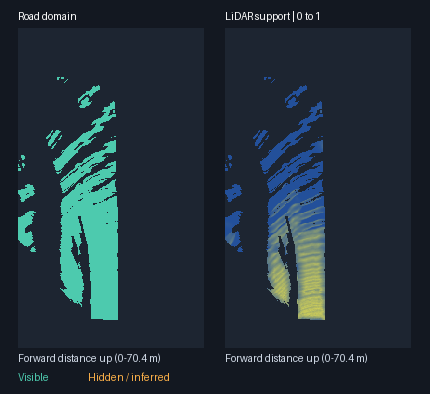 Road domain
LiDAR support | 0 to 1
Forward distance up (0-70.4 m)
Forward distance up (0-70.4 m)
Visible
Hidden / inferred